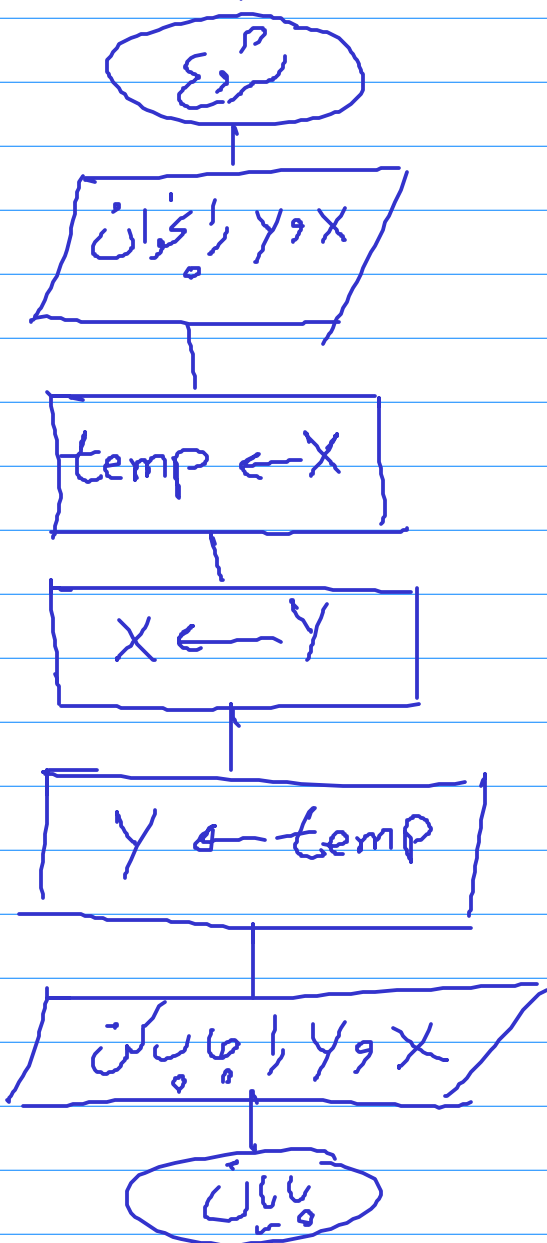 شروع
X و Y را بخوان
temp ← X
X ← Y
Y ← temp
X و Y را چاپ کن
پایان